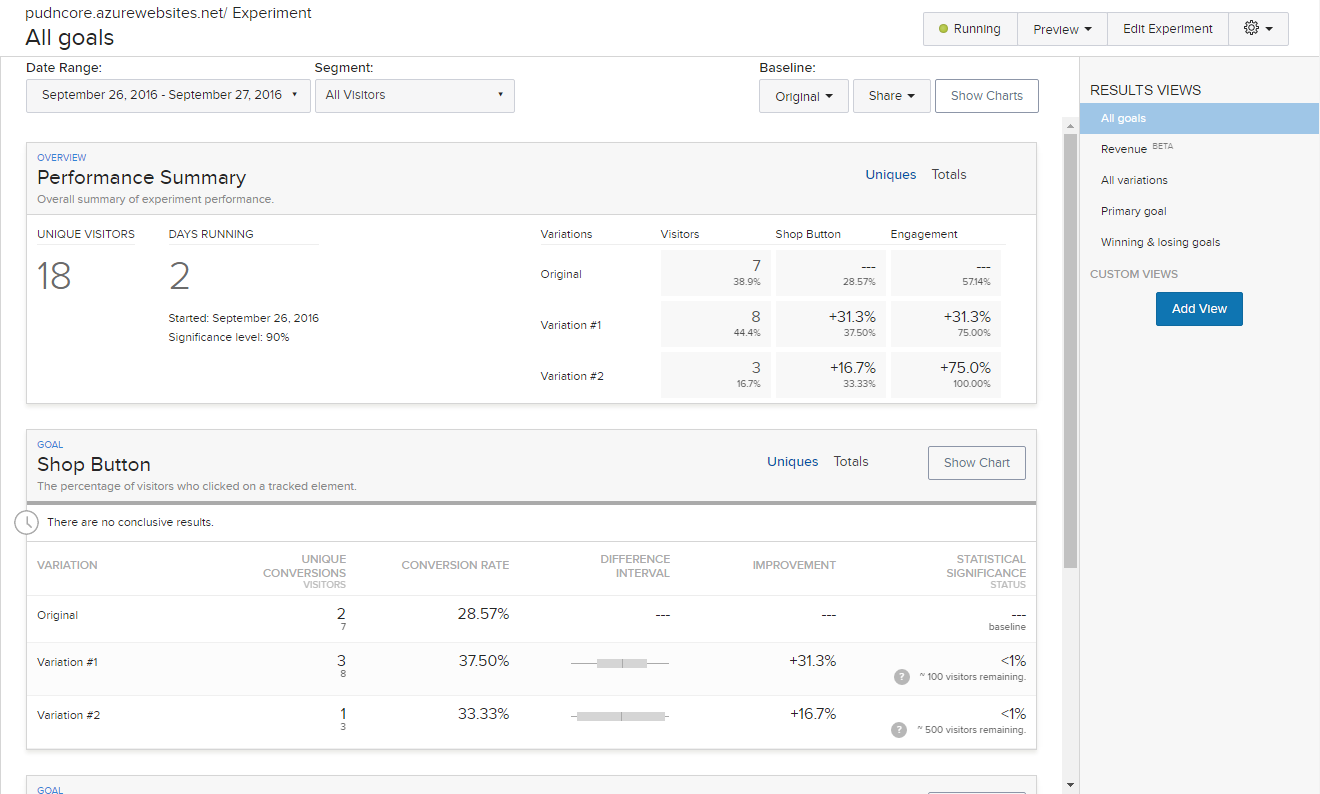 pudncore.azurewebsites.net/ Experiment
All goals
Running
Preview
Edit Experiment
Date Range:
Segment:
Baseline:
September 26, 2016 - September 27, 2016
All Visitors
Original
Share
Show Charts
RESULTS VIEWS
All goals
Revenue BETA
All variations
Primary goal
Winning & losing goals
CUSTOM VIEWS
Add View
OVERVIEW
Performance Summary
Overall summary of experiment performance.
Uniques Totals
UNIQUE VISITORS
18
DAYS RUNNING
2
Started: September 26, 2016
Significance level: 90%
Variations Visitors Shop Button Engagement
Original 7 --- ---
38.9% 28.57% 57.14%
Variation #1 8 +31.3% +31.3%
44.4% 37.50% 75.00%
Variation #2 3 +16.7% +75.0%
16.7% 33.33% 100.00%
GOAL
Shop Button
The percentage of visitors who clicked on a tracked element.
Uniques Totals
Show Chart
There are no conclusive results.
VARIATION
UNIQUE
CONVERSIONS
VISITORS
CONVERSION RATE
DIFFERENCE
INTERVAL
IMPROVEMENT
STATISTICAL
SIGNIFICANCE
STATUS
Original 2 28.57% --- --- ---
7 baseline
Variation #1 3 37.50% +31.3% <1%
8 ? ~ 100 visitors remaining.
Variation #2 1 33.33% +16.7% <1%
3 ? ~ 500 visitors remaining.
GOAL